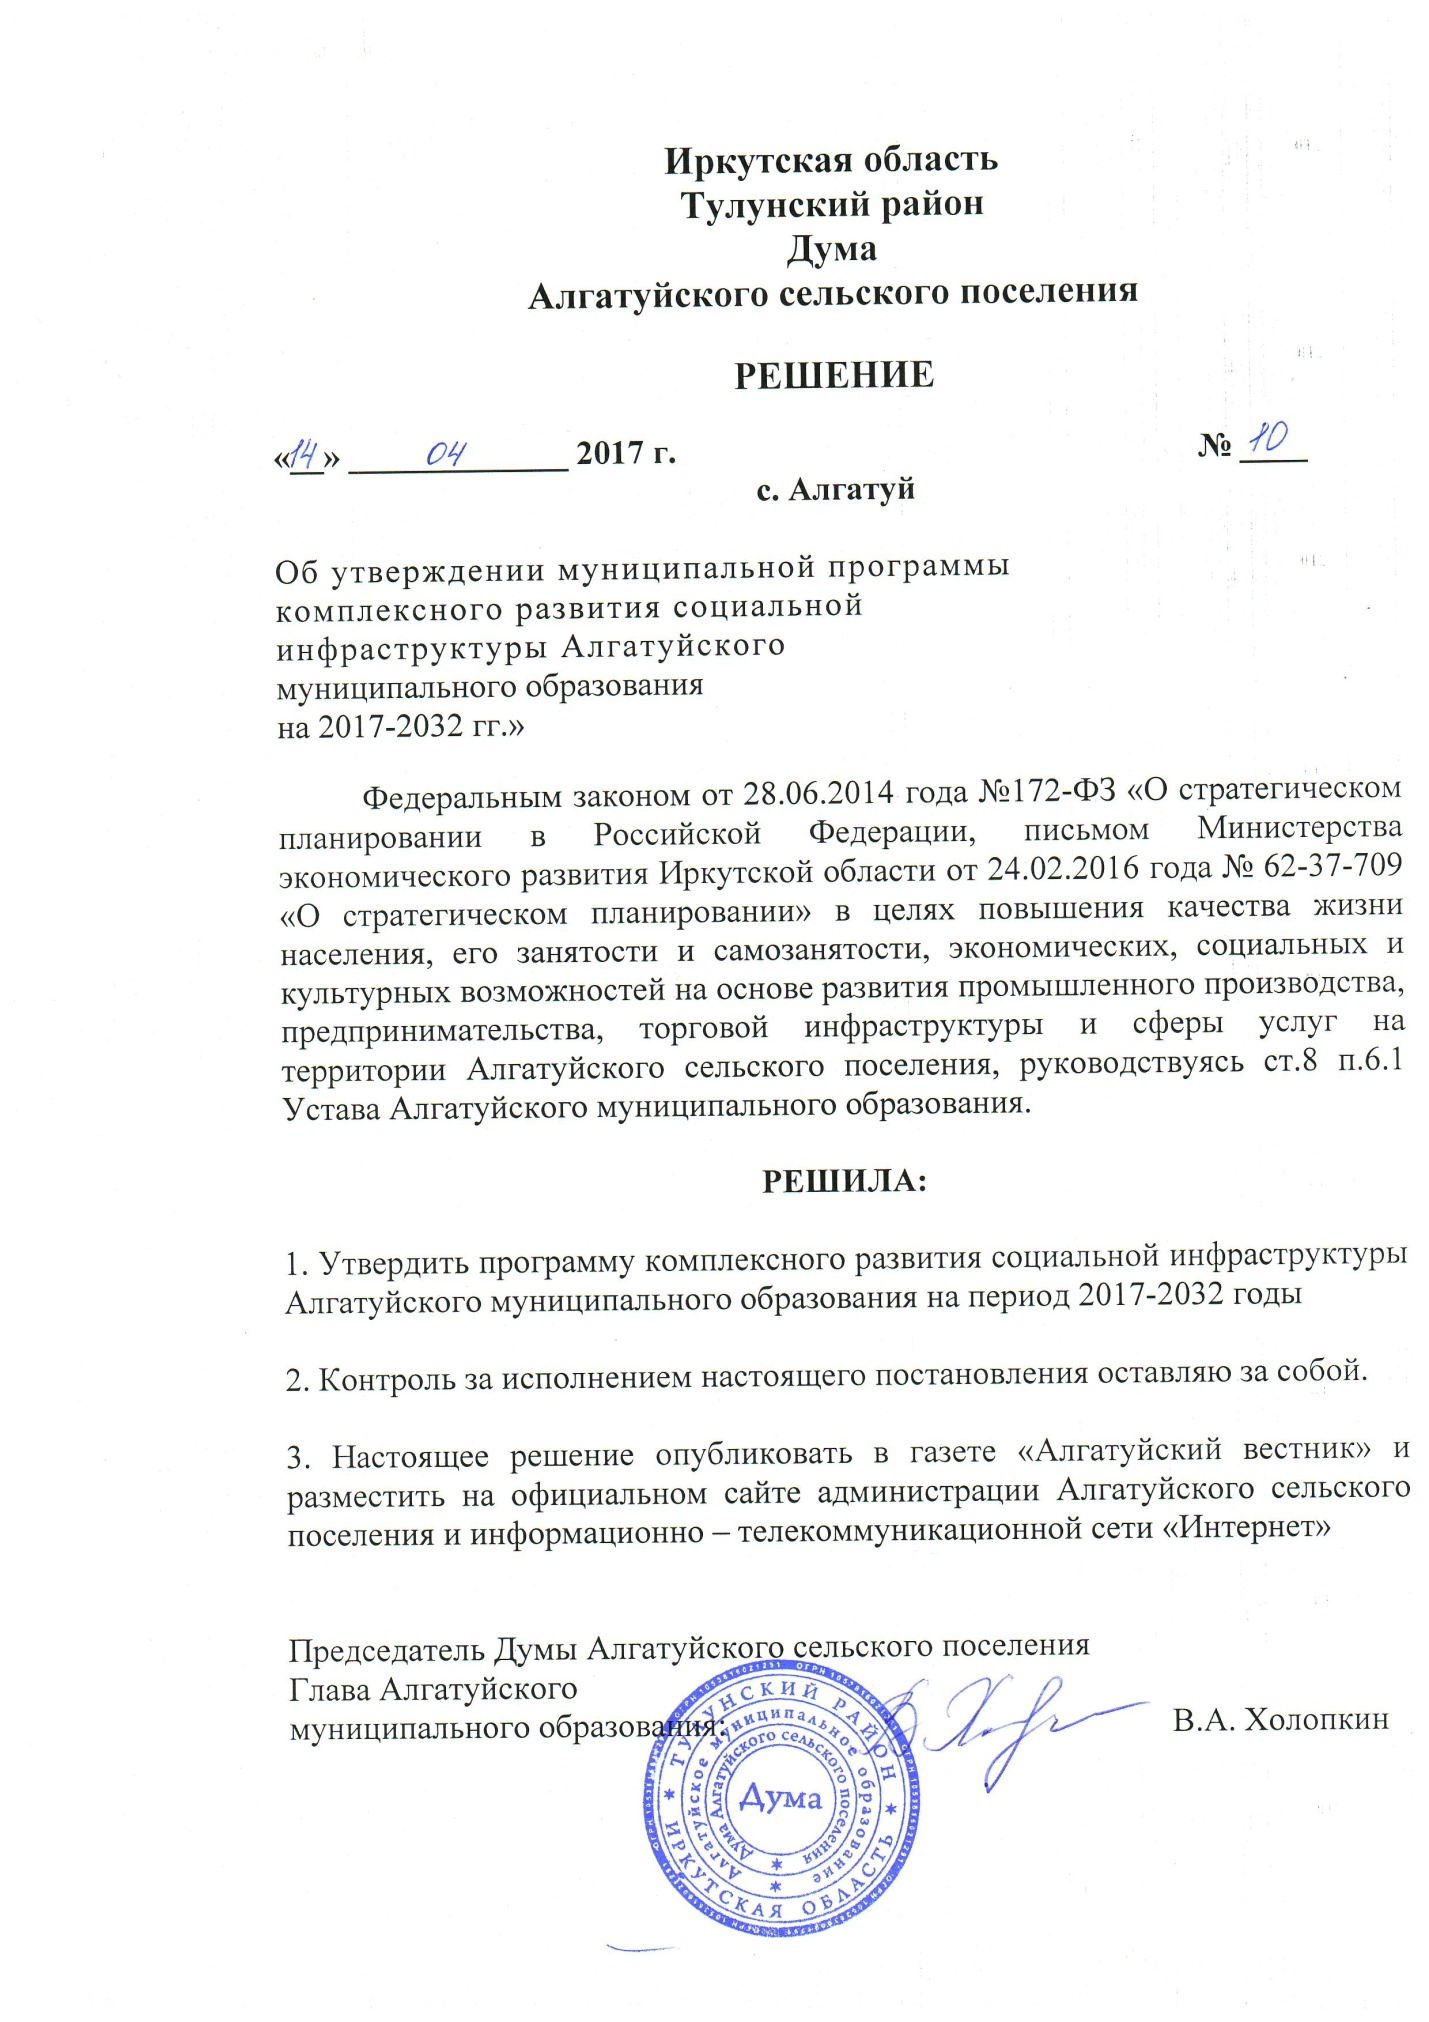 Иркутская область
Тулунский район
Дума
Алгатуйского сельского поселения
РЕШЕНИЕ
«14» 04 2017 г. № 10
с. Алгатуй
Об утверждении муниципальной программы
комплексного развития социальной
инфраструктуры Алгатуйского
муниципального образования
на 2017-2032 гг.»
Федеральным законом от 28.06.2014 года №172-ФЗ «О стратегическом
планировании в Российской Федерации, письмом Министерства
экономического развития Иркутской области от 24.02.2016 года № 62-37-709
«О стратегическом планировании» в целях повышения качества жизни
населения, его занятости и самозанятости, экономических, социальных и
культурных возможностей на основе развития промышленного производства,
предпринимательства, торговой инфраструктуры и сферы услуг на
территории Алгатуйского сельского поселения, руководствуясь ст.8 п.6.1
Устава Алгатуйского муниципального образования.
РЕШИЛА:
1. Утвердить программу комплексного развития социальной инфраструктуры
Алгатуйского муниципального образования на период 2017-2032 годы
2. Контроль за исполнением настоящего постановления оставляю за собой.
3. Настоящее решение опубликовать в газете «Алгатуйский вестник» и
разместить на официальном сайте администрации Алгатуйского сельского
поселения и информационно – телекоммуникационной сети «Интернет»
Председатель Думы Алгатуйского сельского поселения
Глава Алгатуйского
муниципального образования: В.А. Холопкин
ИРКУТСКАЯ ОБЛАСТЬ * ТУЛУНСКИЙ РАЙОН *
Алгатуйское муниципальное образование *
Дума Алгатуйского сельского поселения *
Дума